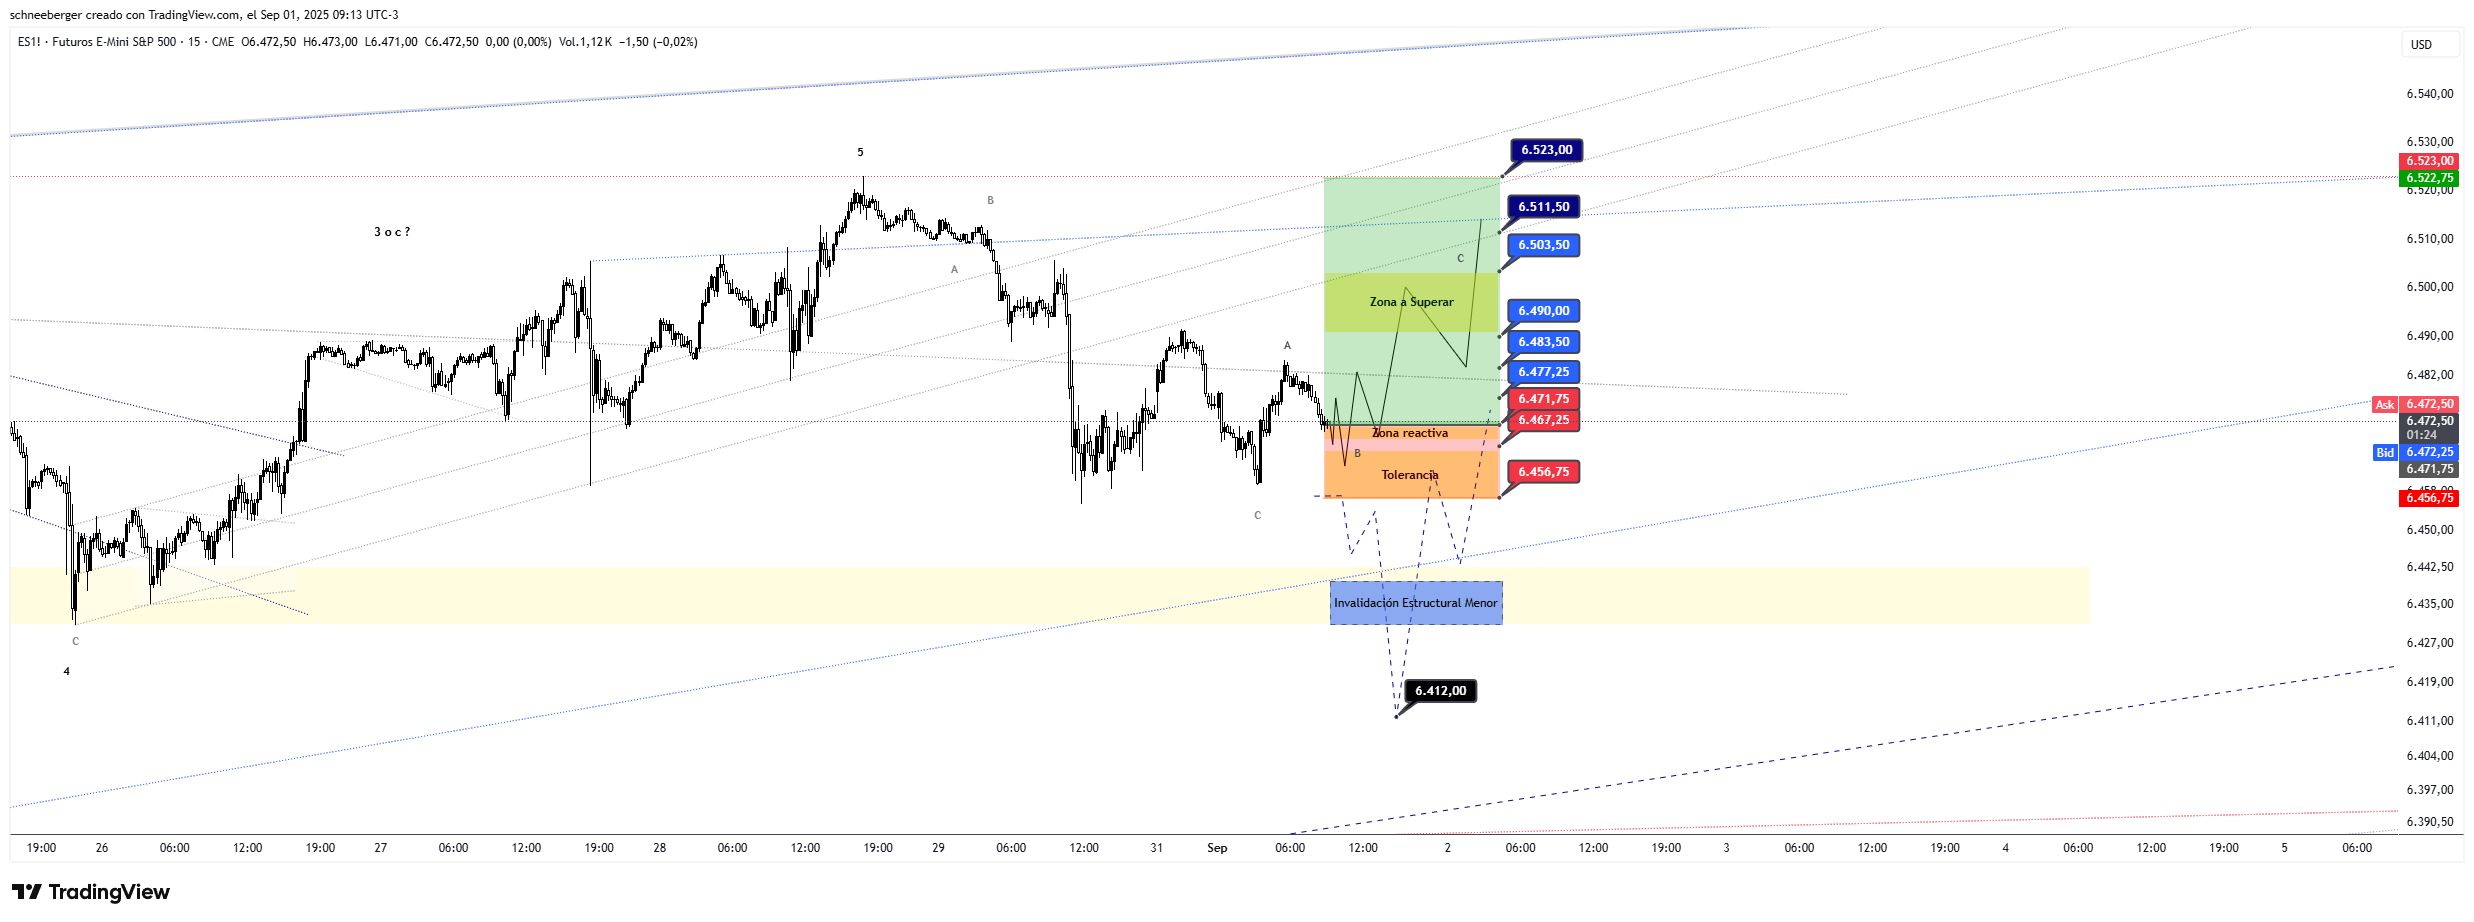 schneeberger creado con TradingView.com, el Sep 01, 2025 09:13 UTC-3
ES1! · Futuros E-Mini S&P 500 · 15 · CME O6.472,50 H6.473,00 L6.471,00 C6.472,50 0,00 (0,00%) Vol.1,12 K −1,50 (−0,02%)
USD
6.540,00
6.530,00
6.523,00
6.522,75
6.520,00
6.510,00
6.500,00
6.490,00
6.482,00
Ask 6.472,50
6.472,50
01:24
Bid 6.472,25
6.471,75
6.456,75
6.450,00
6.442,50
6.435,00
6.427,00
6.419,00
6.411,00
6.404,00
6.397,00
6.390,50
5
B
A
3 o c ?
C
4
C
A
B
C
6.523,00
6.511,50
6.503,50
6.490,00
6.483,50
6.477,25
6.471,75
6.467,25
6.456,75
Zona a Superar
Zona reactiva
Tolerancia
Invalidación Estructural Menor
6.412,00
19:00 26 06:00 12:00 19:00 27 06:00 12:00 19:00 28 06:00 12:00 19:00 29 06:00 12:00 31 Sep 06:00 12:00 2 06:00 12:00 19:00 3 06:00 12:00 19:00 4 06:00 12:00 19:00 5 06:00
TradingView